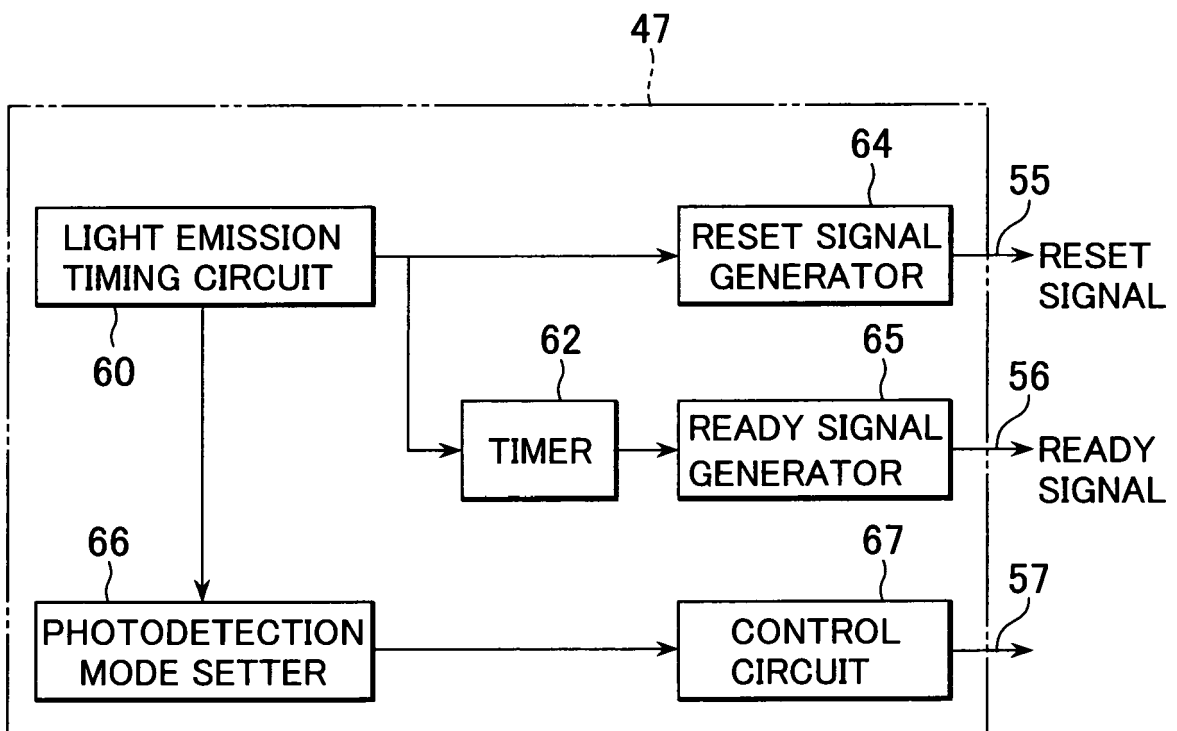 47
64
55
LIGHT EMISSION
TIMING CIRCUIT
RESET SIGNAL
GENERATOR
RESET
SIGNAL
60
62
65
56
TIMER
READY SIGNAL
GENERATOR
READY
SIGNAL
66
67
57
PHOTODETECTION
MODE SETTER
CONTROL
CIRCUIT